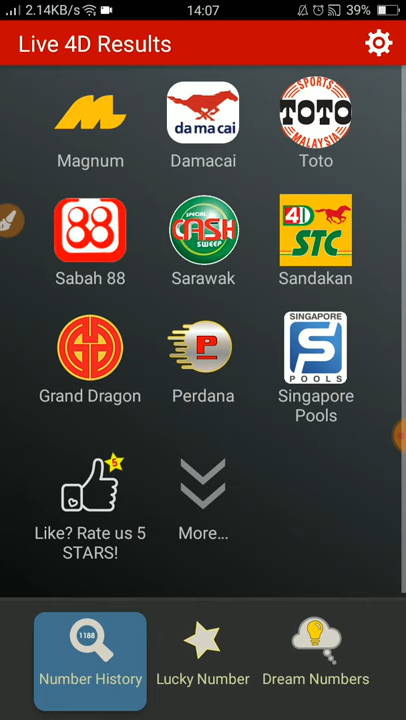 2.14KB/s 14:07 39%
Live 4D Results
SPORTS
TOTO
MALAYSIA
da ma cai
Magnum Damacai Toto
88
SPECIAL
CASH
SWEEP
4D
STC
Sabah 88 Sarawak Sandakan
P
SINGAPORE
S
POOLS
Grand Dragon Perdana Singapore
Pools
5
Like? Rate us 5
STARS!
More...
1188
Number History Lucky Number Dream Numbers